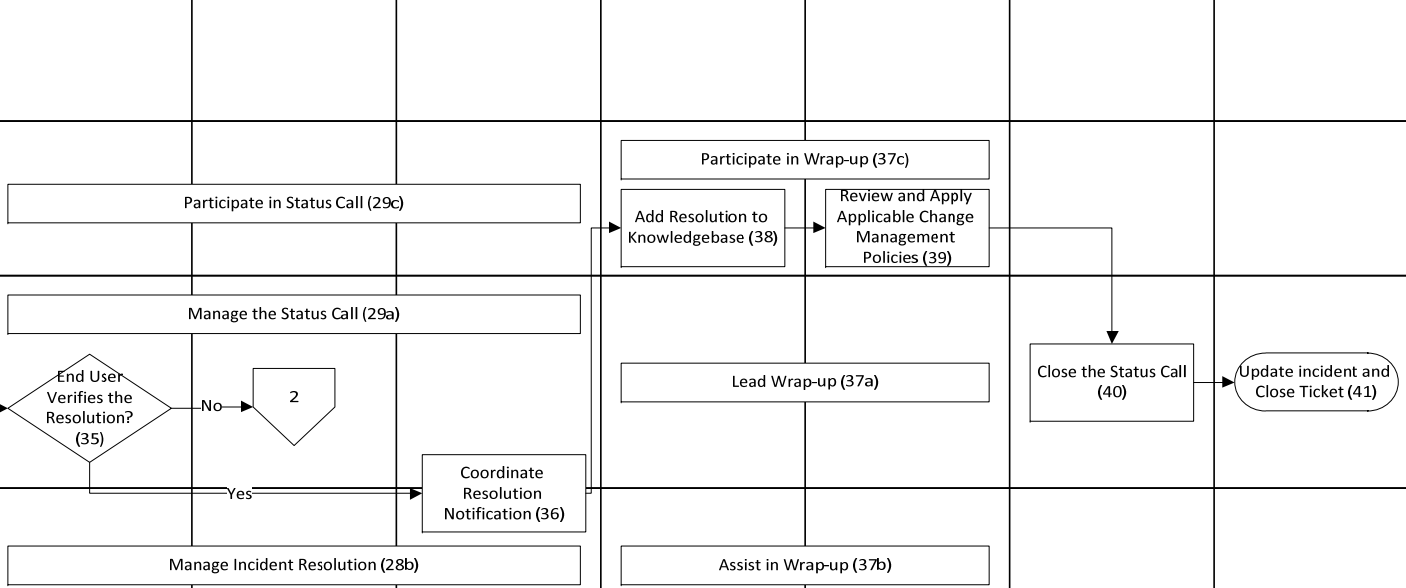 Participate in Wrap-up (37c)
Participate in Status Call (29c)
Add Resolution to
Knowledgebase (38)
Review and Apply
Applicable Change
Management
Policies (39)
Manage the Status Call (29a)
End User
Verifies the
Resolution?
(35)
No
2
Lead Wrap-up (37a)
Close the Status Call
(40)
Update incident and
Close Ticket (41)
Yes
Coordinate
Resolution
Notification (36)
Manage Incident Resolution (28b)
Assist in Wrap-up (37b)